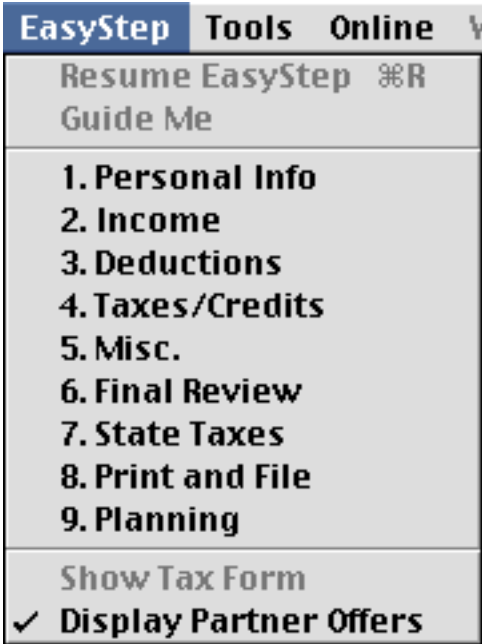 EasyStep Tools Online
Resume EasyStep ⌘R
Guide Me
1. Personal Info
2. Income
3. Deductions
4. Taxes/Credits
5. Misc.
6. Final Review
7. State Taxes
8. Print and File
9. Planning
Show Tax Form
✓ Display Partner Offers